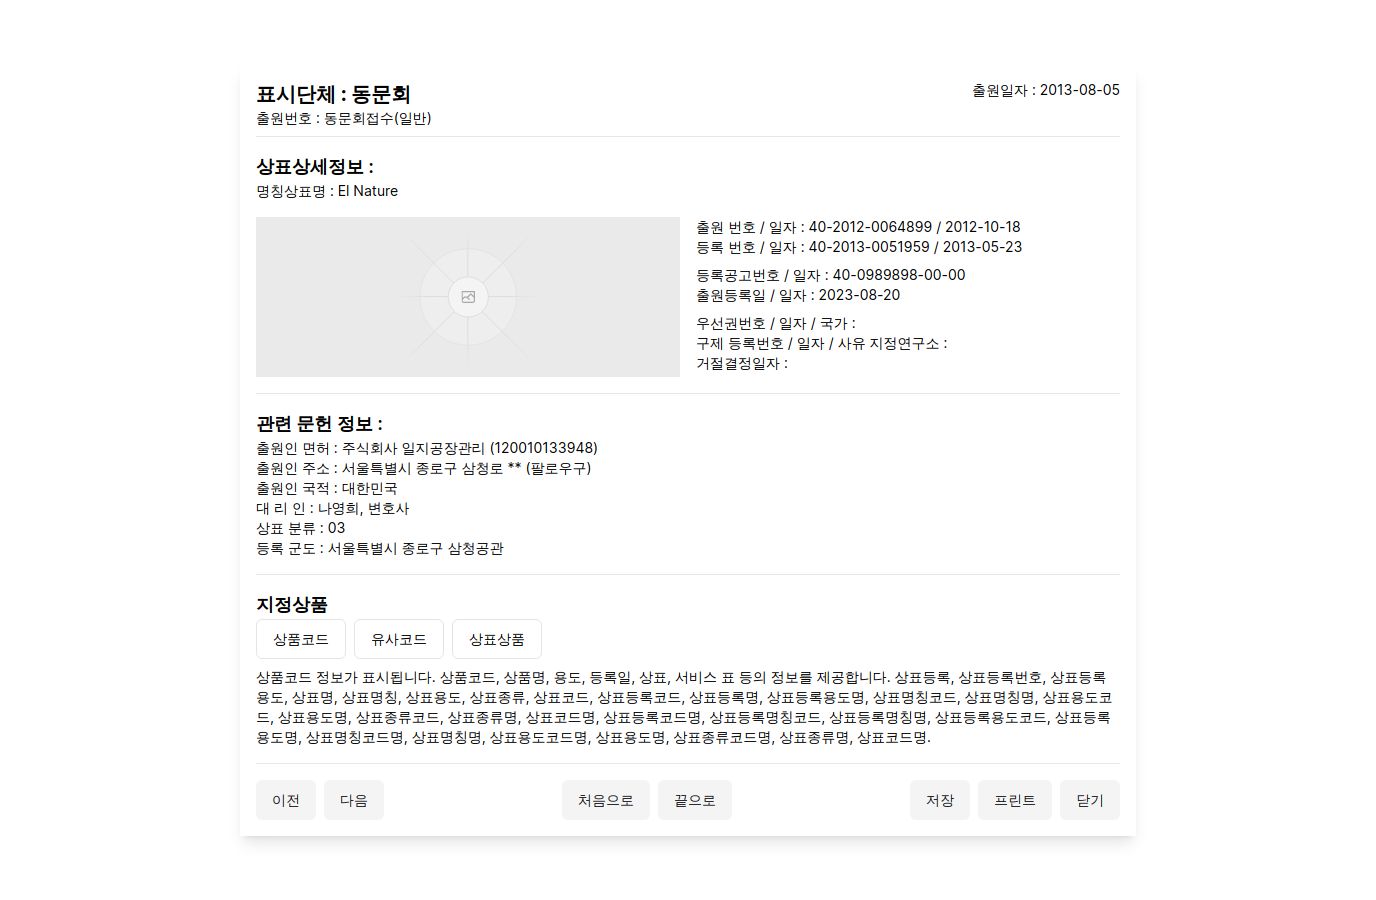 표시단체 : 동문회
출원일자 : 2013-08-05
출원번호 : 동문회접수(일반)
상표상세정보 :
명칭상표명 : El Nature
출원 번호 / 일자 : 40-2012-0064899 / 2012-10-18
등록 번호 / 일자 : 40-2013-0051959 / 2013-05-23
등록공고번호 / 일자 : 40-0989898-00-00
출원등록일 / 일자 : 2023-08-20
우선권번호 / 일자 / 국가 :
구제 등록번호 / 일자 / 사유 지정연구소 :
거절결정일자 :
관련 문헌 정보 :
출원인 면허 : 주식회사 일지공장관리 (120010133948)
출원인 주소 : 서울특별시 종로구 삼청로 ** (팔로우구)
출원인 국적 : 대한민국
대 리 인 : 나영희, 변호사
상표 분류 : 03
등록 군도 : 서울특별시 종로구 삼청공관
지정상품
상품코드 유사코드 상표상품
상품코드 정보가 표시됩니다. 상품코드, 상품명, 용도, 등록일, 상표, 서비스 표 등의 정보를 제공합니다. 상표등록, 상표등록번호, 상표등록
용도, 상표명, 상표명칭, 상표용도, 상표종류, 상표코드, 상표등록코드, 상표등록명, 상표등록용도명, 상표명칭코드, 상표명칭명, 상표용도코
드, 상표용도명, 상표종류코드, 상표종류명, 상표코드명, 상표등록코드명, 상표등록명칭코드, 상표등록명칭명, 상표등록용도코드, 상표등록
용도명, 상표명칭코드명, 상표명칭명, 상표용도코드명, 상표용도명, 상표종류코드명, 상표종류명, 상표코드명.
이전 다음 처음으로 끝으로 저장 프린트 닫기